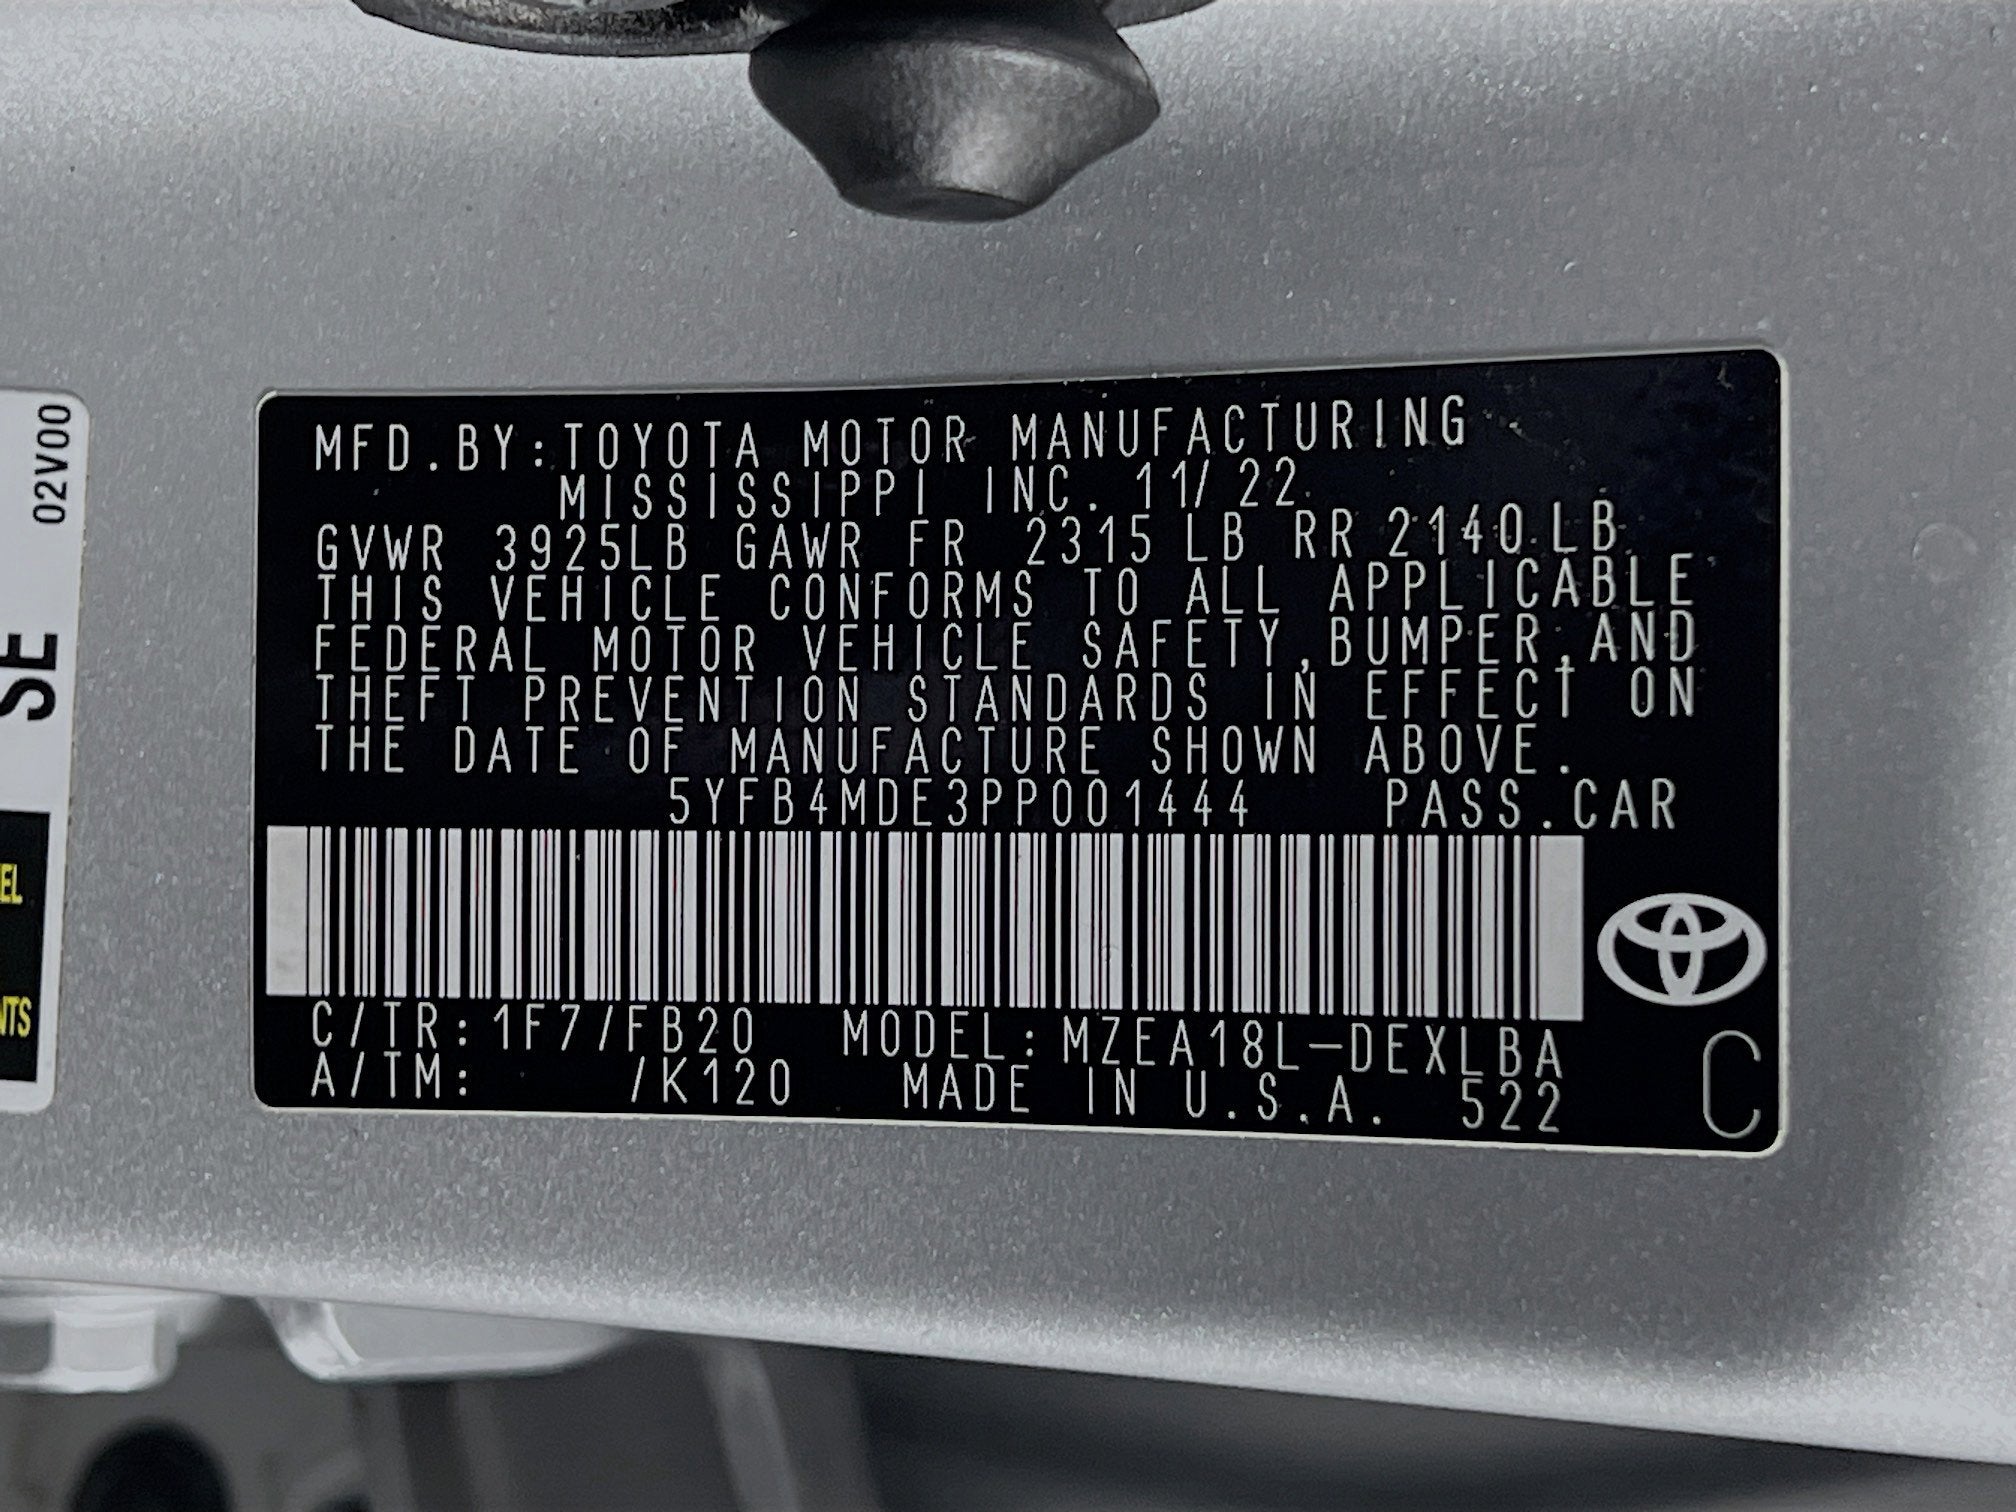 MFD.BY:TOYOTA MOTOR MANUFACTURING
MISSISSIPPI INC. 11/22
GVWR 3925LB GAWR FR 2315 LB RR 2140 LB
THIS VEHICLE CONFORMS TO ALL APPLICABLE
FEDERAL MOTOR VEHICLE SAFETY,BUMPER,AND
THEFT PREVENTION STANDARDS IN EFFECT ON
THE DATE OF MANUFACTURE SHOWN ABOVE.
5YFB4MDE3PP001444 PASS.CAR
C/TR:1F7/FB20 MODEL:MZEA18L-DEXLBA
A/TM: /K120 MADE IN U.S.A. 522
C
02V00
SE
EL
NTS